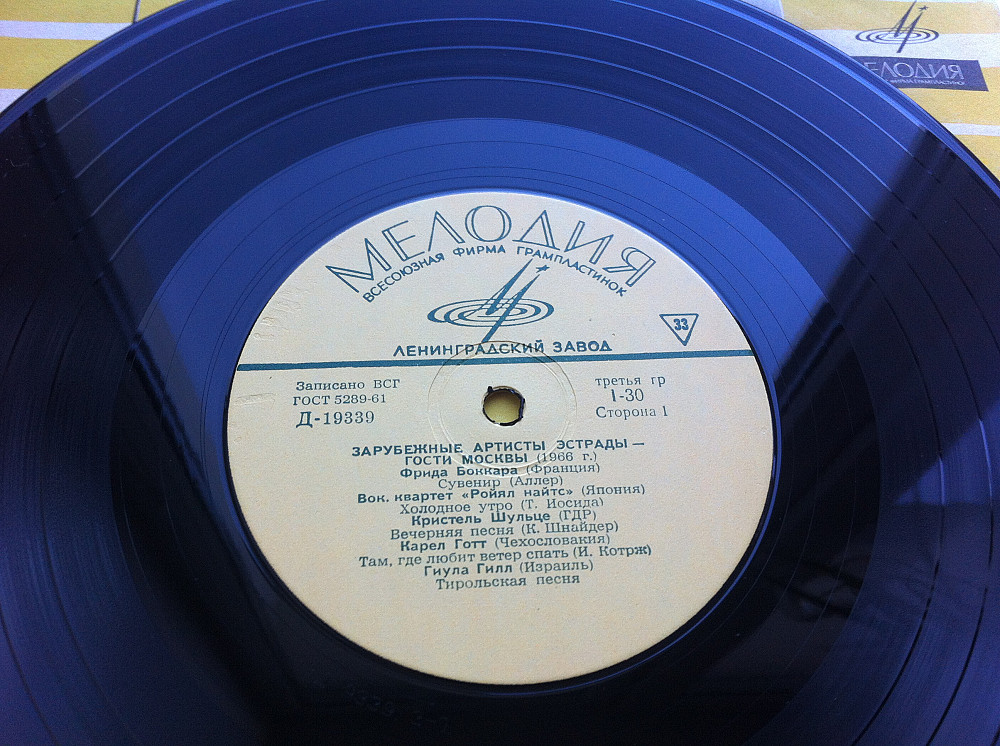 ЕЛОДИЯ
МЕЛОДИЯ
ВСЕСОЮЗНАЯ ФИРМА ГРАМПЛАСТИНОК
33
ЛЕНИНГРАДСКИЙ ЗАВОД
Записано ВСГ
ГОСТ 5289-61
Д-19339
третья гр
1-30
Сторона 1
ЗАРУБЕЖНЫЕ АРТИСТЫ ЭСТРАДЫ —
ГОСТИ МОСКВЫ (1966 г.)
Фрида Боккара (Франция)
Сувенир (Аллер)
Вок. квартет «Ройял найтс» (Япония)
Холодное утро (Т. Иосида)
Кристель Шульце (ГДР)
Вечерняя песня (К. Шнайдер)
Карел Готт (Чехословакия)
Там, где любит ветер спать (И. Котрж)
Гиула Гилл (Израиль)
Тирольская песня